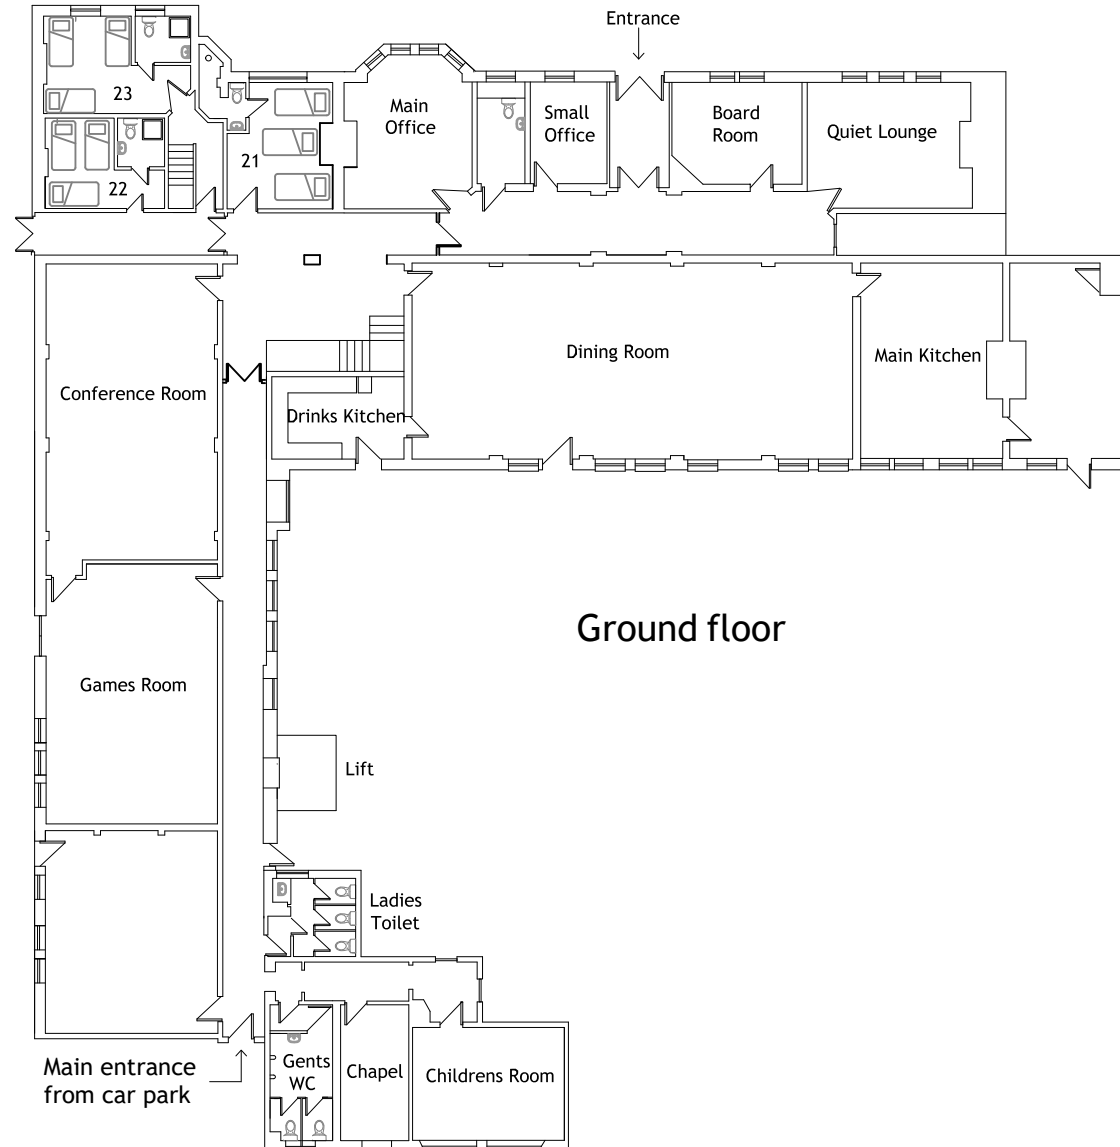 Entrance
23
Main
Office
Small
Office
Board
Room
Quiet Lounge
21
22
Dining Room
Main Kitchen
Conference Room
Drinks Kitchen
Ground floor
Games Room
Lift
Ladies
Toilet
Main entrance
from car park
Gents
WC
Chapel
Childrens Room